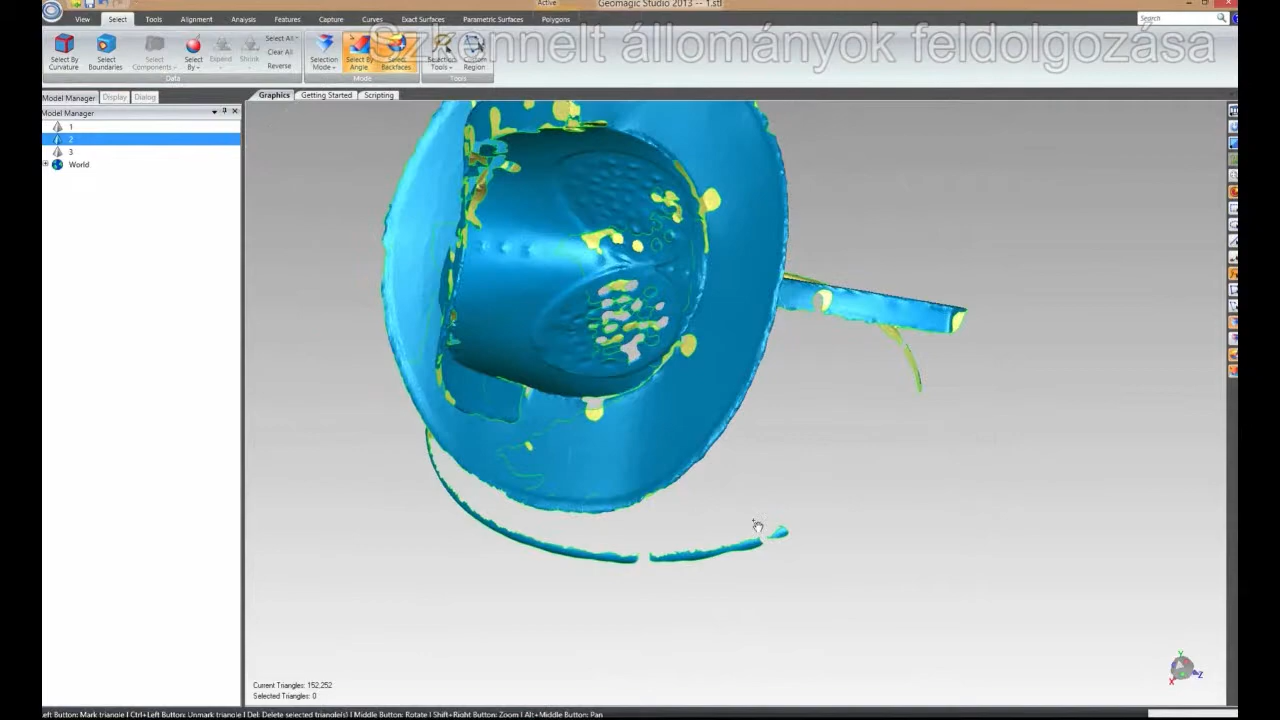 Active
Geomagic Studio 2013 -- 1.stl
View Select Tools Alignment Analysis Features Capture Curves Exact Surfaces Parametric Surfaces Polygons
Search
állományok feldolgozása
Select By Curvature
Select Boundaries
Select Components
Select By
Expand
Shrink
Select All
Clear All
Reverse
Selection Mode
Select By Angle
Select Backfaces
Selection Tools
Custom Region
Data Mode Tools
Model Manager Display Dialog
Graphics Getting Started Scripting
Model Manager
1
2
3
World
Y
X Z
Current Triangles: 152,252
Selected Triangles: 0
Left Button: Mark triangle | Ctrl+Left Button: Unmark triangle | Del: Delete selected triangle(s) | Middle Button: Rotate | Shift+Right Button: Zoom | Alt+Middle Button: Pan